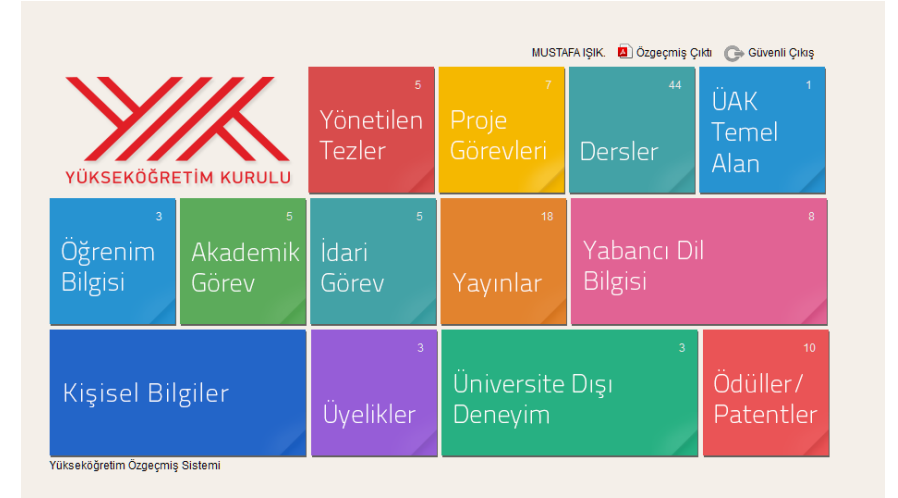 MUSTAFA IŞIK. Özgeçmiş Çıktı Güvenli Çıkış
YÜKSEKÖĞRETİM KURULU
5
Yönetilen
Tezler
7
Proje
Görevleri
44
Dersler
1
ÜAK
Temel
Alan
3
Öğrenim
Bilgisi
5
Akademik
Görev
5
İdari
Görev
18
Yayınlar
8
Yabancı Dil
Bilgisi
Kişisel Bilgiler
3
Üyelikler
3
Üniversite Dışı
Deneyim
10
Ödüller/
Patentler
Yükseköğretim Özgeçmiş Sistemi